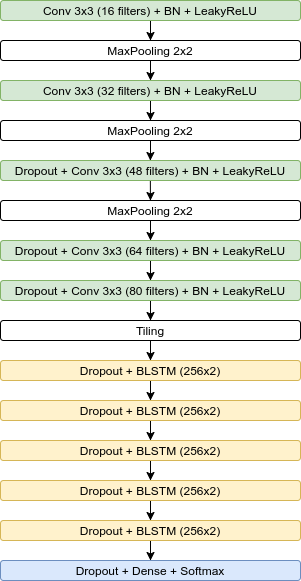 Conv 3x3 (16 filters) + BN + LeakyReLU
MaxPooling 2x2
Conv 3x3 (32 filters) + BN + LeakyReLU
MaxPooling 2x2
Dropout + Conv 3x3 (48 filters) + BN + LeakyReLU
MaxPooling 2x2
Dropout + Conv 3x3 (64 filters) + BN + LeakyReLU
Dropout + Conv 3x3 (80 filters) + BN + LeakyReLU
Tiling
Dropout + BLSTM (256x2)
Dropout + BLSTM (256x2)
Dropout + BLSTM (256x2)
Dropout + BLSTM (256x2)
Dropout + BLSTM (256x2)
Dropout + Dense + Softmax